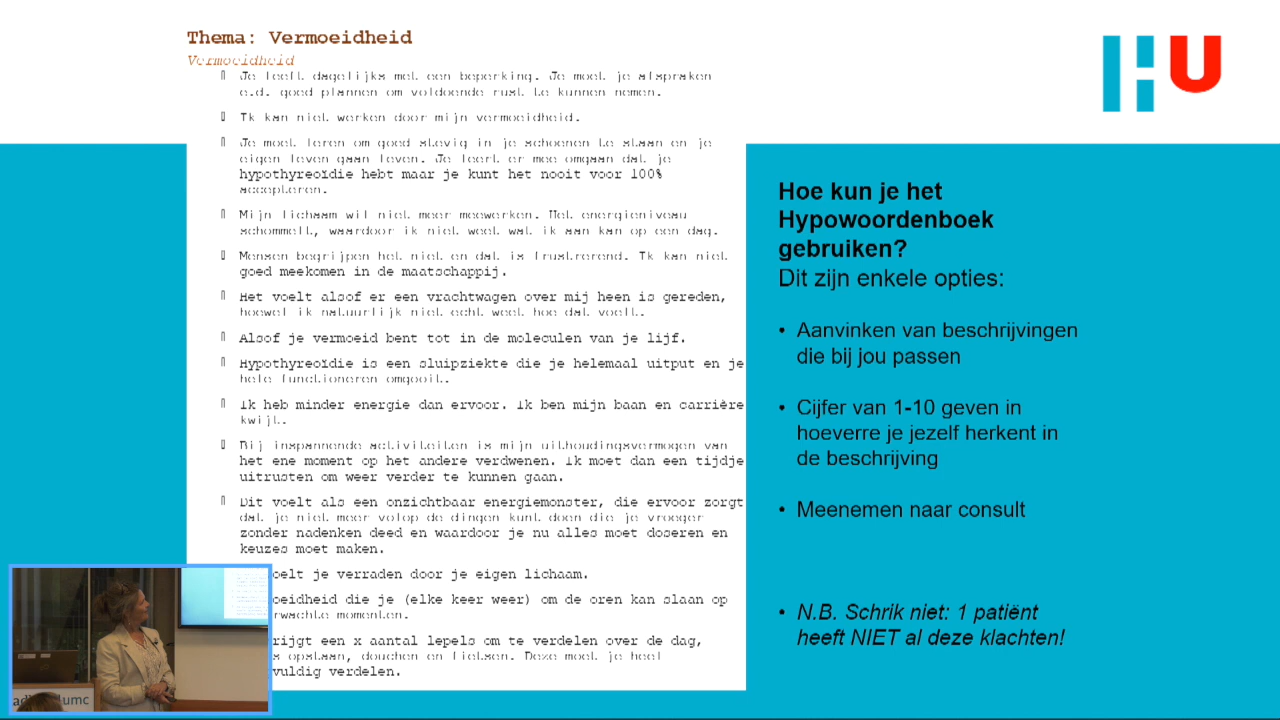 Thema: Vermoeidheid
Vermoeidheid
Je leeft dagelijks met een beperking. Je moet je afspraken
e.d. goed plannen om voldoende rust te kunnen nemen.
Ik kan niet werken door mijn vermoeidheid.
Je moet leren om goed stevig in je schoenen te staan en je
eigen leven gaan leven. Je leert er mee omgaan dat je
hypothyreoïdie hebt maar je kunt het nooit voor 100%
accepteren.
Mijn lichaam wil niet meer meewerken. Het energieniveau
schommelt, waardoor ik niet weet wat ik aan kan op een dag.
Mensen begrijpen het niet en dat is frustrerend. Ik kan niet
goed meekomen in de maatschappij.
Het voelt alsof er een vrachtwagen over mij heen is gereden,
hoewel ik natuurlijk niet echt weet hoe dat voelt.
Alsof je vermoeid bent tot in de moleculen van je lijf.
Hypothyreoïdie is een sluipziekte die je helemaal uitput en je
hele functioneren omgooit.
Ik heb minder energie dan ervoor. Ik ben mijn baan en carrière
kwijt.
Bij inspannende activiteiten is mijn uithoudingsvermogen van
het ene moment op het andere verdwenen. Ik moet dan een tijdje
uitrusten om weer verder te kunnen gaan.
Dit voelt als een onzichtbaar energiemonster, die ervoor zorgt
dat je niet meer volop de dingen kunt doen die je vroeger
zonder nadenken deed en waardoor je nu alles moet doseren en
keuzes moet maken.
oelt je verraden door je eigen lichaam.
oeidheid die je (elke keer weer) om de oren kan slaan op
rwachte momenten.
rijgt een x aantal lepels om te verdelen over de dag,
s opstaan, douchen en fietsen. Deze moet je heel
vuldig verdelen.
HU
Hoe kun je het
Hypowoordenboek
gebruiken?
Dit zijn enkele opties:
• Aanvinken van beschrijvingen
die bij jou passen
• Cijfer van 1-10 geven in
hoeverre je jezelf herkent in
de beschrijving
• Meenemen naar consult
• N.B. Schrik niet: 1 patiënt
heeft NIET al deze klachten!
umc